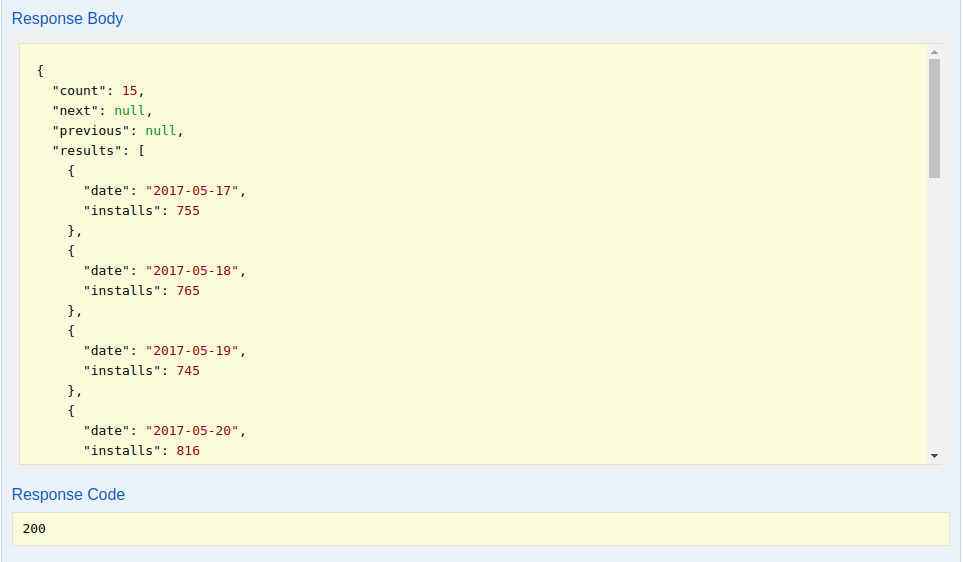 Response Body
{
  "count": 15,
  "next": null,
  "previous": null,
  "results": [
    {
      "date": "2017-05-17",
      "installs": 755
    },
    {
      "date": "2017-05-18",
      "installs": 765
    },
    {
      "date": "2017-05-19",
      "installs": 745
    },
    {
      "date": "2017-05-20",
      "installs": 816
Response Code
200